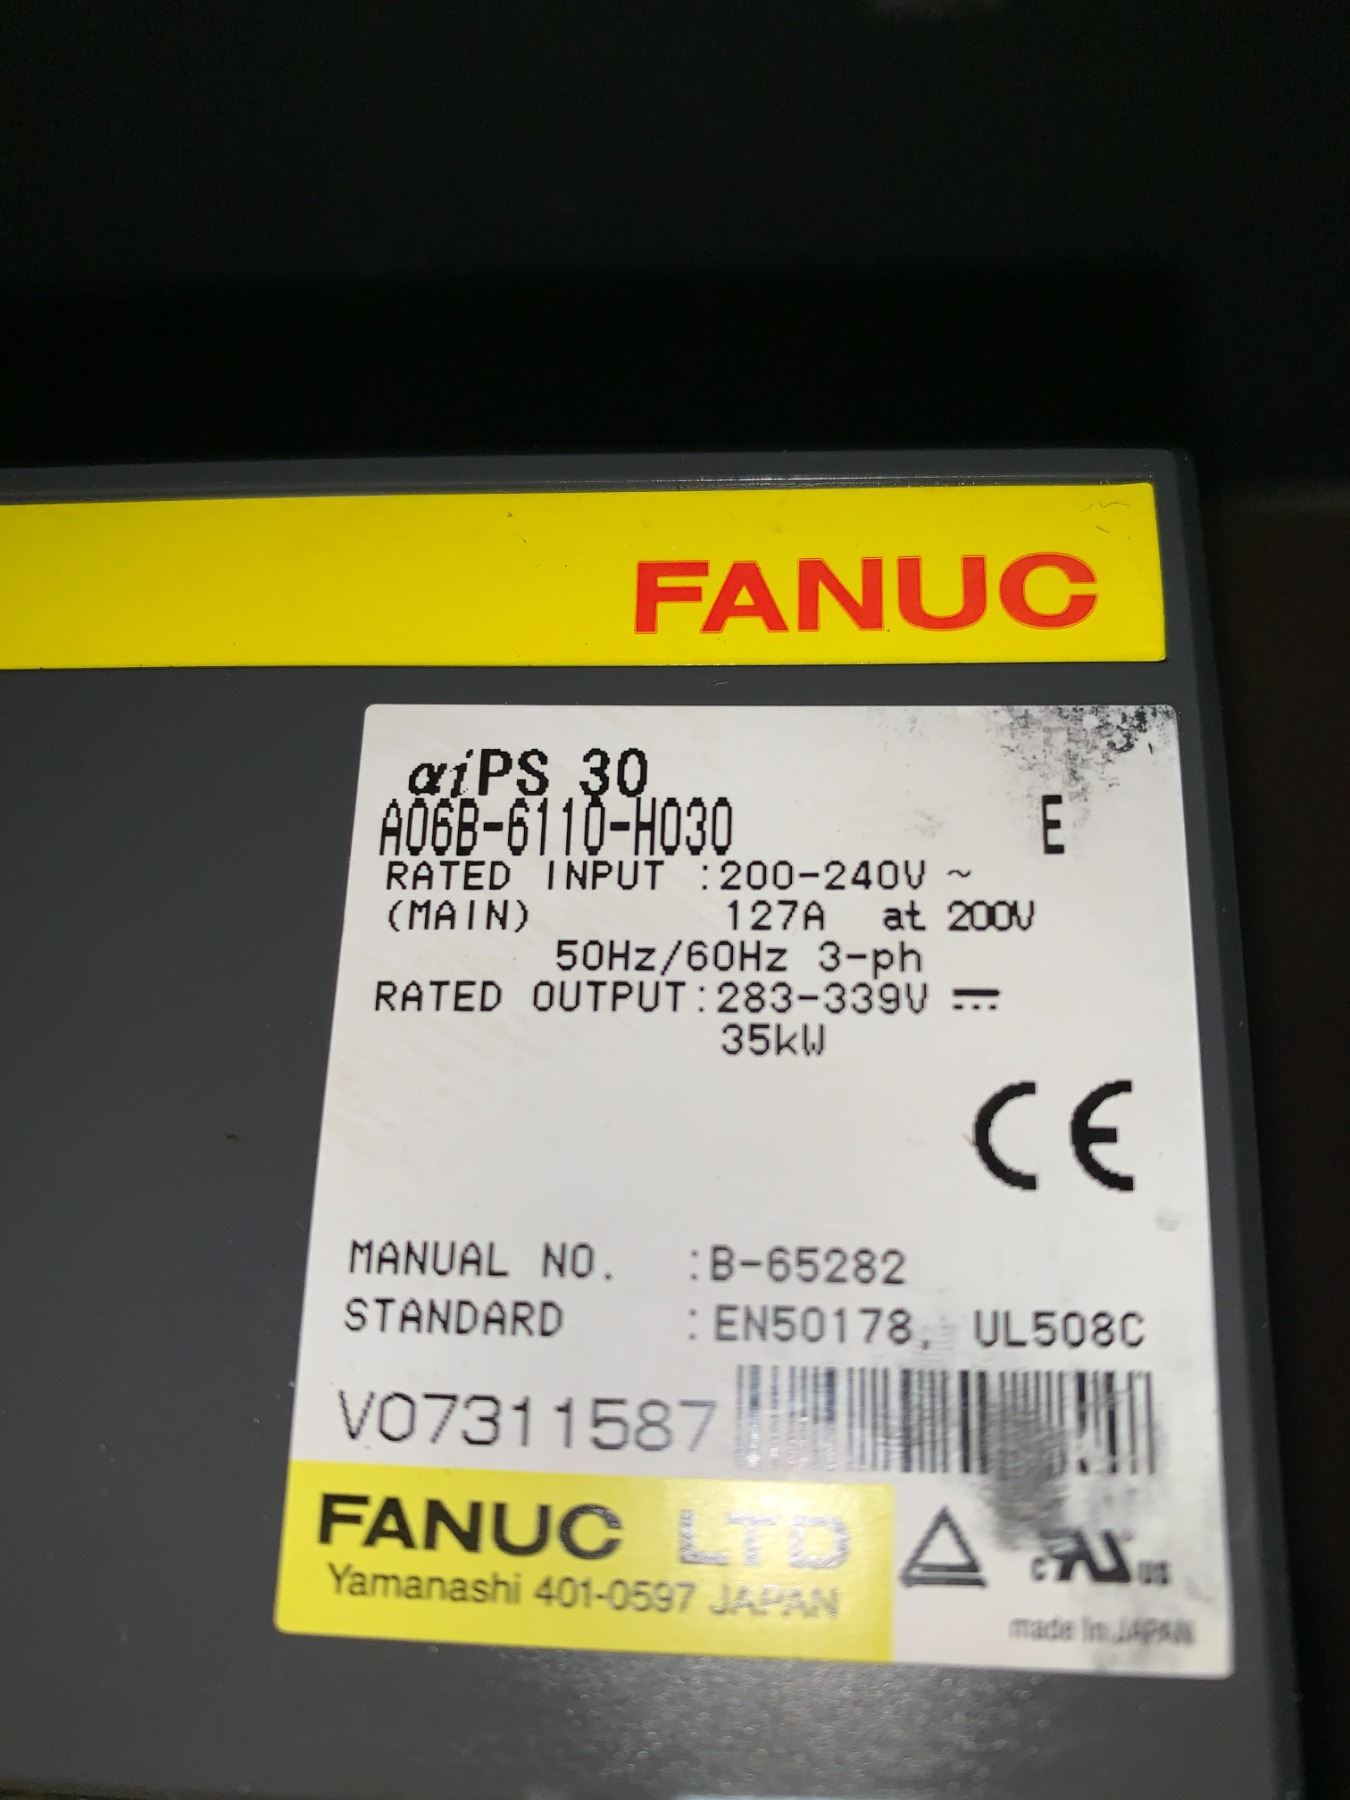 FANUC
αiPS 30
A06B-6110-H030 E
RATED INPUT :200-240V ~
(MAIN) 127A at 200V
50Hz/60Hz 3-ph
RATED OUTPUT:283-339V ⎓
35kW
CE
MANUAL NO. :B-65282
STANDARD :EN50178, UL508C
V07311587
FANUC LTD
Yamanashi 401-0597 JAPAN
c RU us
made in JAPAN